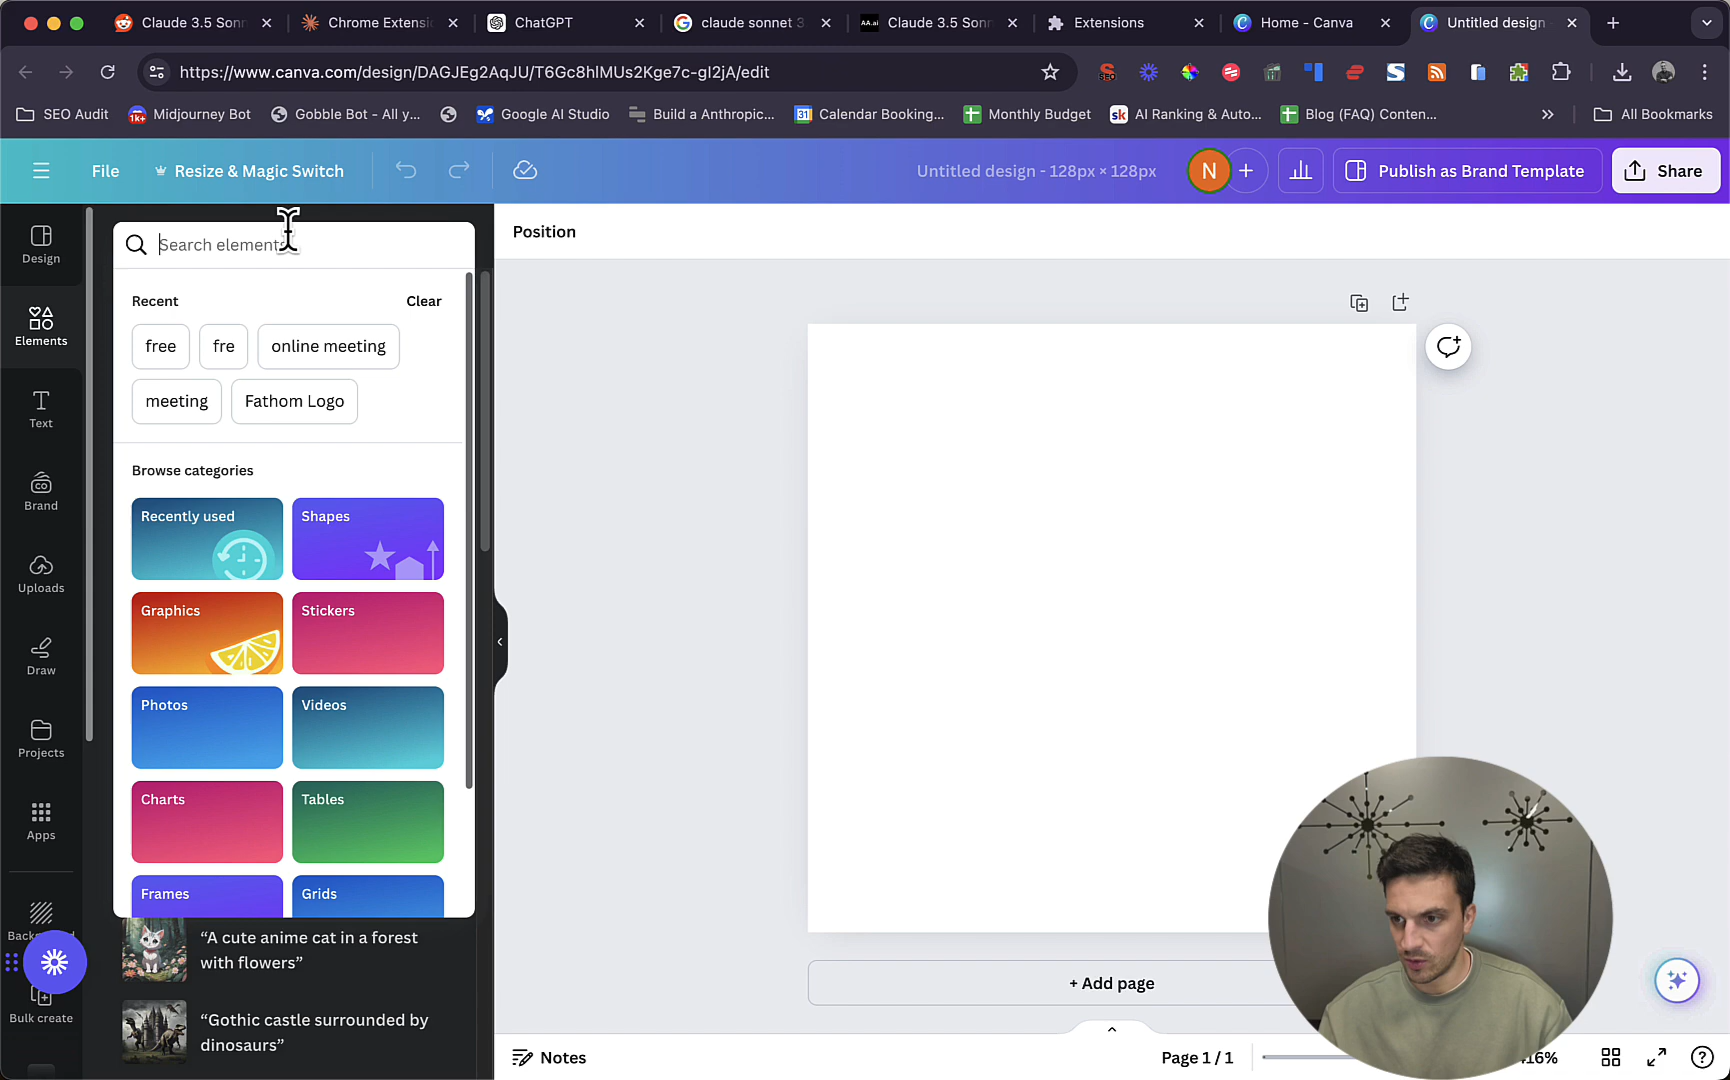 Claude 3.5 Sonn
Chrome Extensi
ChatGPT
claude sonnet 3
Claude 3.5 Sonn
Extensions
Home - Canva
Untitled design
https://www.canva.com/design/DAGJEg2AqJU/T6Gc8hlMUs2Kge7c-gI2jA/edit
SEO Audit
Midjourney Bot
Gobble Bot - All y...
Google AI Studio
Build a Anthropic...
Calendar Booking...
Monthly Budget
AI Ranking & Auto...
Blog (FAQ) Conten...
All Bookmarks
File
Resize & Magic Switch
Untitled design - 128px × 128px
N
Publish as Brand Template
Share
Design
Elements
Text
Brand
Uploads
Draw
Projects
Apps
Bulk create
Search elements
Recent
Clear
free
fre
online meeting
meeting
Fathom Logo
Browse categories
Recently used
Shapes
Graphics
Stickers
Photos
Videos
Charts
Tables
Frames
Grids
“A cute anime cat in a forest
with flowers”
“Gothic castle surrounded by
dinosaurs”
Position
+ Add page
Notes
Page 1 / 1
16%